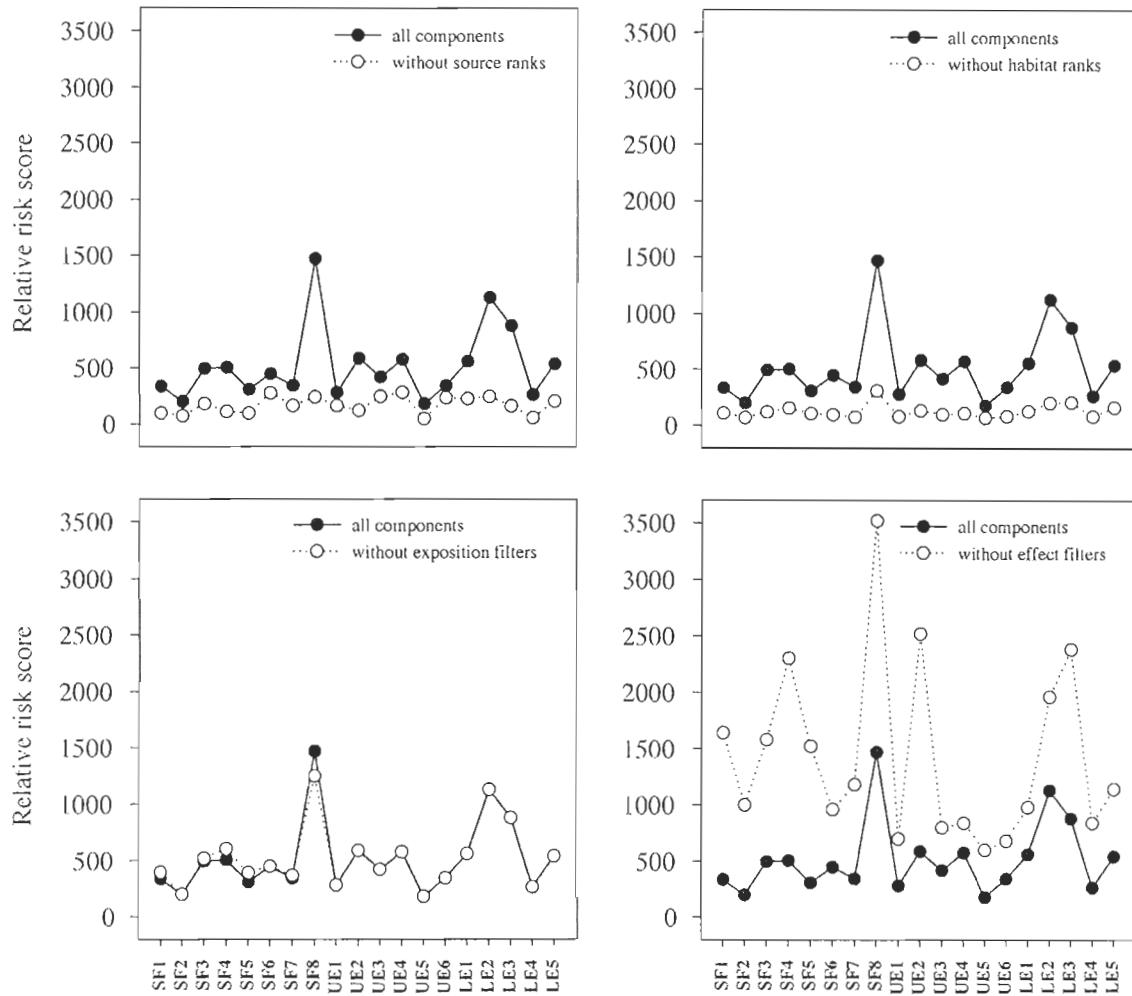 3500
3000
2500
2000
1500
1000
500
0
Relative risk score
all components
without source ranks
3500
3000
2500
2000
1500
1000
500
0
all components
without habitat ranks
3500
3000
2500
2000
1500
1000
500
0
Relative risk score
all components
without exposition filters
SF1 SF2 SF3 SF4 SF5 SF6 SF7 SF8 UE1 UE2 UE3 UE4 UE5 UE6 LE1 LE2 LE3 LE4 LE5
3500
3000
2500
2000
1500
1000
500
0
all components
without effect filters
SF1 SF2 SF3 SF4 SF5 SF6 SF7 SF8 UE1 UE2 UE3 UE4 UE5 UE6 LE1 LE2 LE3 LE4 LE5